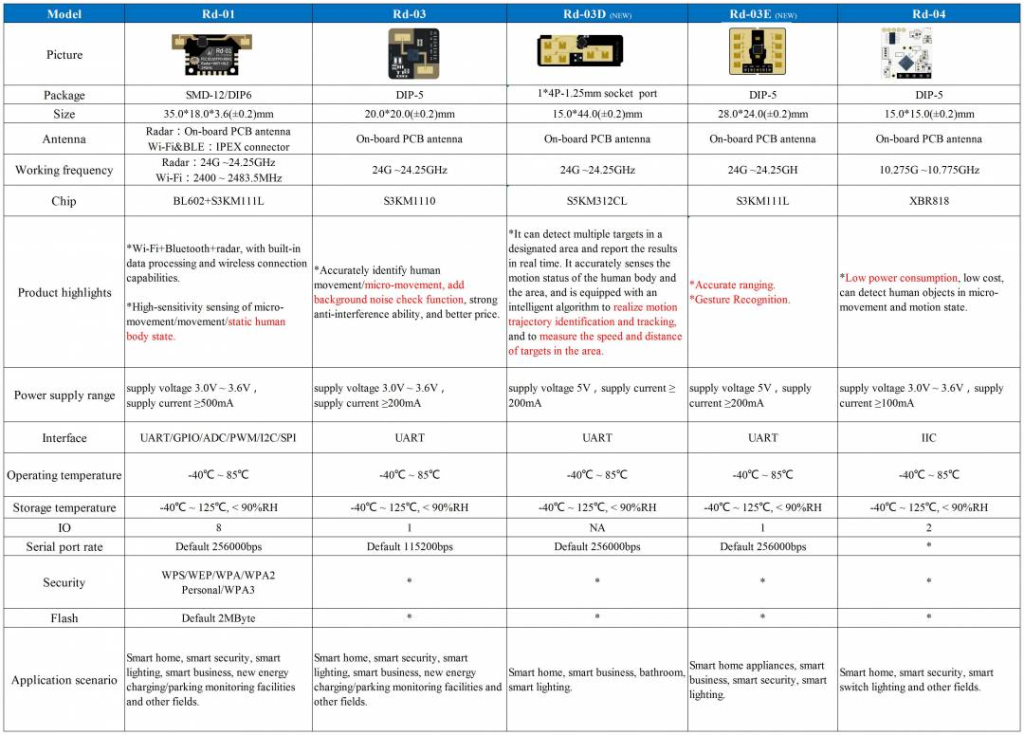 Model Rd-01 Rd-03 Rd-03D (NEW) Rd-03E (NEW) Rd-04
Picture
Rd-01
Package SMD-12/DIP6 DIP-5 1*4P-1.25mm socket port DIP-5 DIP-5
Size 35.0*18.0*3.6(±0.2)mm 20.0*20.0(±0.2)mm 15.0*44.0(±0.2)mm 28.0*24.0(±0.2)mm 15.0*15.0(±0.2)mm
Antenna
Radar：On-board PCB antenna
Wi-Fi&BLE：IPEX connector
On-board PCB antenna On-board PCB antenna On-board PCB antenna On-board PCB antenna
Working frequency
Radar：24G ~24.25GHz
Wi-Fi：2400 ~ 2483.5MHz
24G ~24.25GHz 24G ~24.25GHz 24G ~24.25GH 10.275G ~10.775GHz
Chip BL602+S3KM111L S3KM1110 S5KM312CL S3KM111L XBR818
Product highlights
*Wi-Fi+Bluetooth+radar, with built-in
data processing and wireless connection
capabilities.
*High-sensitivity sensing of micro-
movement/movement/static human
body state.
*Accurately identify human
movement/micro-movement, add
background noise check function, strong
anti-interference ability, and better price.
*It can detect multiple targets in a
designated area and report the results
in real time. It accurately senses the
motion status of the human body and
the area, and is equipped with an
intelligent algorithm to realize motion
trajectory identification and tracking,
and to measure the speed and distance
of targets in the area.
*Accurate ranging.
*Gesture Recognition.
*Low power consumption, low cost,
can detect human objects in micro-
movement and motion state.
Power supply range
supply voltage 3.0V ~ 3.6V，
supply current ≥500mA
supply voltage 3.0V ~ 3.6V，
supply current ≥200mA
supply voltage 5V，supply current ≥
200mA
supply voltage 5V，supply
current ≥200mA
supply voltage 3.0V ~ 3.6V，supply
current ≥100mA
Interface UART/GPIO/ADC/PWM/I2C/SPI UART UART UART IIC
Operating temperature -40℃ ~ 85℃ -40℃ ~ 85℃ -40℃ ~ 85℃ -40℃ ~ 85℃ -40℃ ~ 85℃
Storage temperature -40℃ ~ 125℃, < 90%RH -40℃ ~ 125℃, < 90%RH -40℃ ~ 125℃, < 90%RH -40℃ ~ 125℃, < 90%RH -40℃ ~ 125℃, < 90%RH
IO 8 1 NA 1 2
Serial port rate Default 256000bps Default 115200bps Default 256000bps Default 256000bps *
Security
WPS/WEP/WPA/WPA2
Personal/WPA3
* * * *
Flash Default 2MByte * * * *
Application scenario
Smart home, smart security, smart
lighting, smart business, new energy
charging/parking monitoring facilities
and other fields.
Smart home, smart security, smart
lighting, smart business, new energy
charging/parking monitoring facilities and
other fields.
Smart home, smart business, bathroom,
smart lighting.
Smart home appliances, smart
business, smart security, smart
lighting.
Smart home, smart security, smart
switch lighting and other fields.